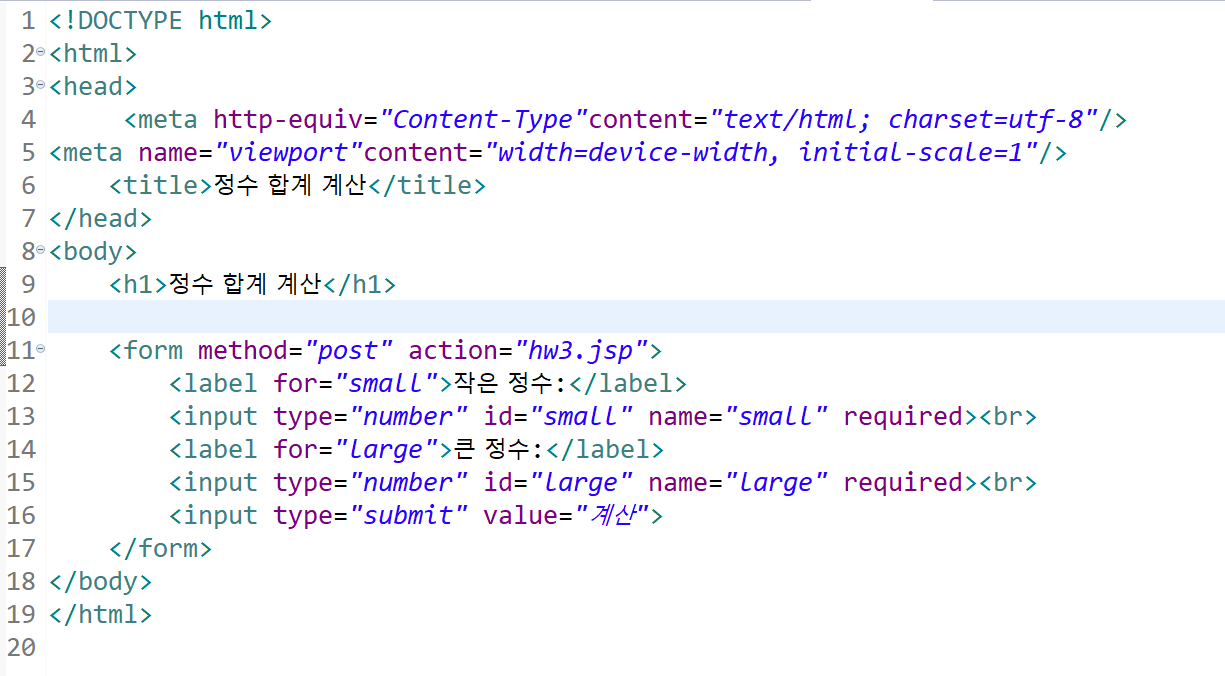 1 <!DOCTYPE html>
2 <html>
3 <head>
4 <meta http-equiv="Content-Type"content="text/html; charset=utf-8"/>
5 <meta name="viewport"content="width=device-width, initial-scale=1"/>
6 <title>정수 합계 계산</title>
7 </head>
8 <body>
9 <h1>정수 합계 계산</h1>
10
11 <form method="post" action="hw3.jsp">
12 <label for="small">작은 정수:</label>
13 <input type="number" id="small" name="small" required><br>
14 <label for="large">큰 정수:</label>
15 <input type="number" id="large" name="large" required><br>
16 <input type="submit" value="계산">
17 </form>
18 </body>
19 </html>
20